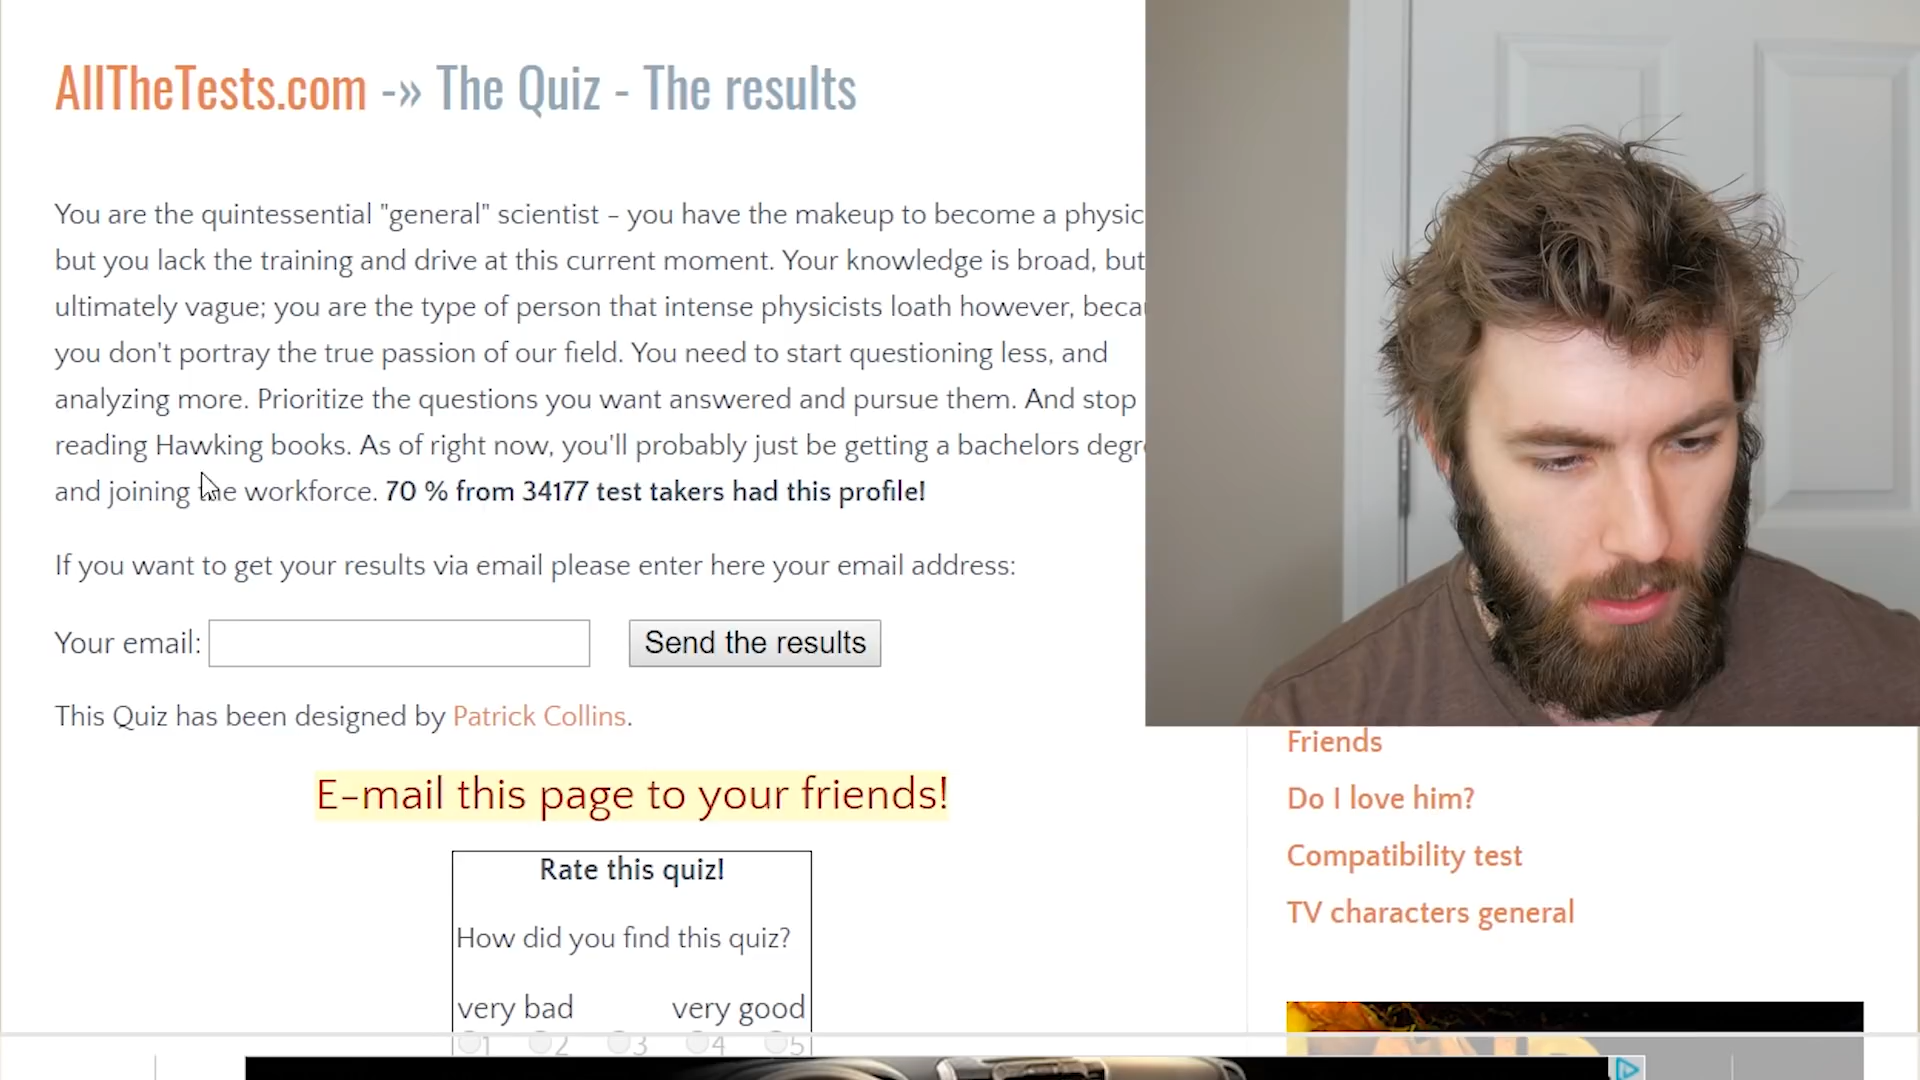 AllTheTests.com -» The Quiz - The results
You are the quintessential "general" scientist - you have the makeup to become a physic
but you lack the training and drive at this current moment. Your knowledge is broad, but
ultimately vague; you are the type of person that intense physicists loath however, beca
you don't portray the true passion of our field. You need to start questioning less, and
analyzing more. Prioritize the questions you want answered and pursue them. And stop
reading Hawking books. As of right now, you'll probably just be getting a bachelors degr
and joining the workforce. 70 % from 34177 test takers had this profile!
If you want to get your results via email please enter here your email address:
Your email: Send the results
This Quiz has been designed by Patrick Collins.
E-mail this page to your friends!
Rate this quiz!
How did you find this quiz?
very bad very good
1 2 3 4 5
Friends
Do I love him?
Compatibility test
TV characters general